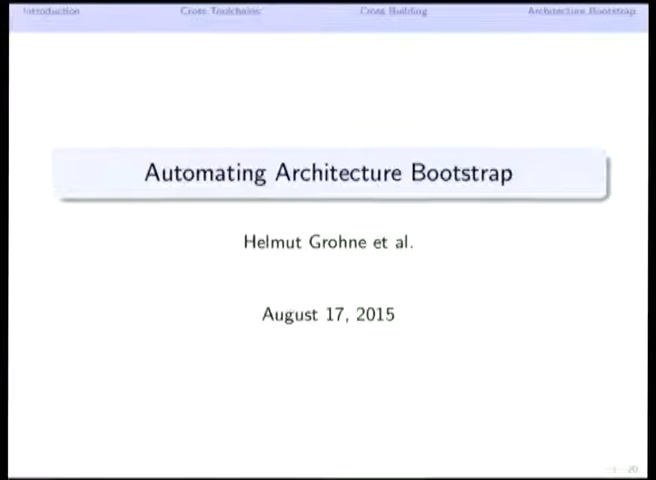 Introduction Cross Toolchains Cross Building Architecture Bootstrap
Automating Architecture Bootstrap
Helmut Grohne et al.
August 17, 2015